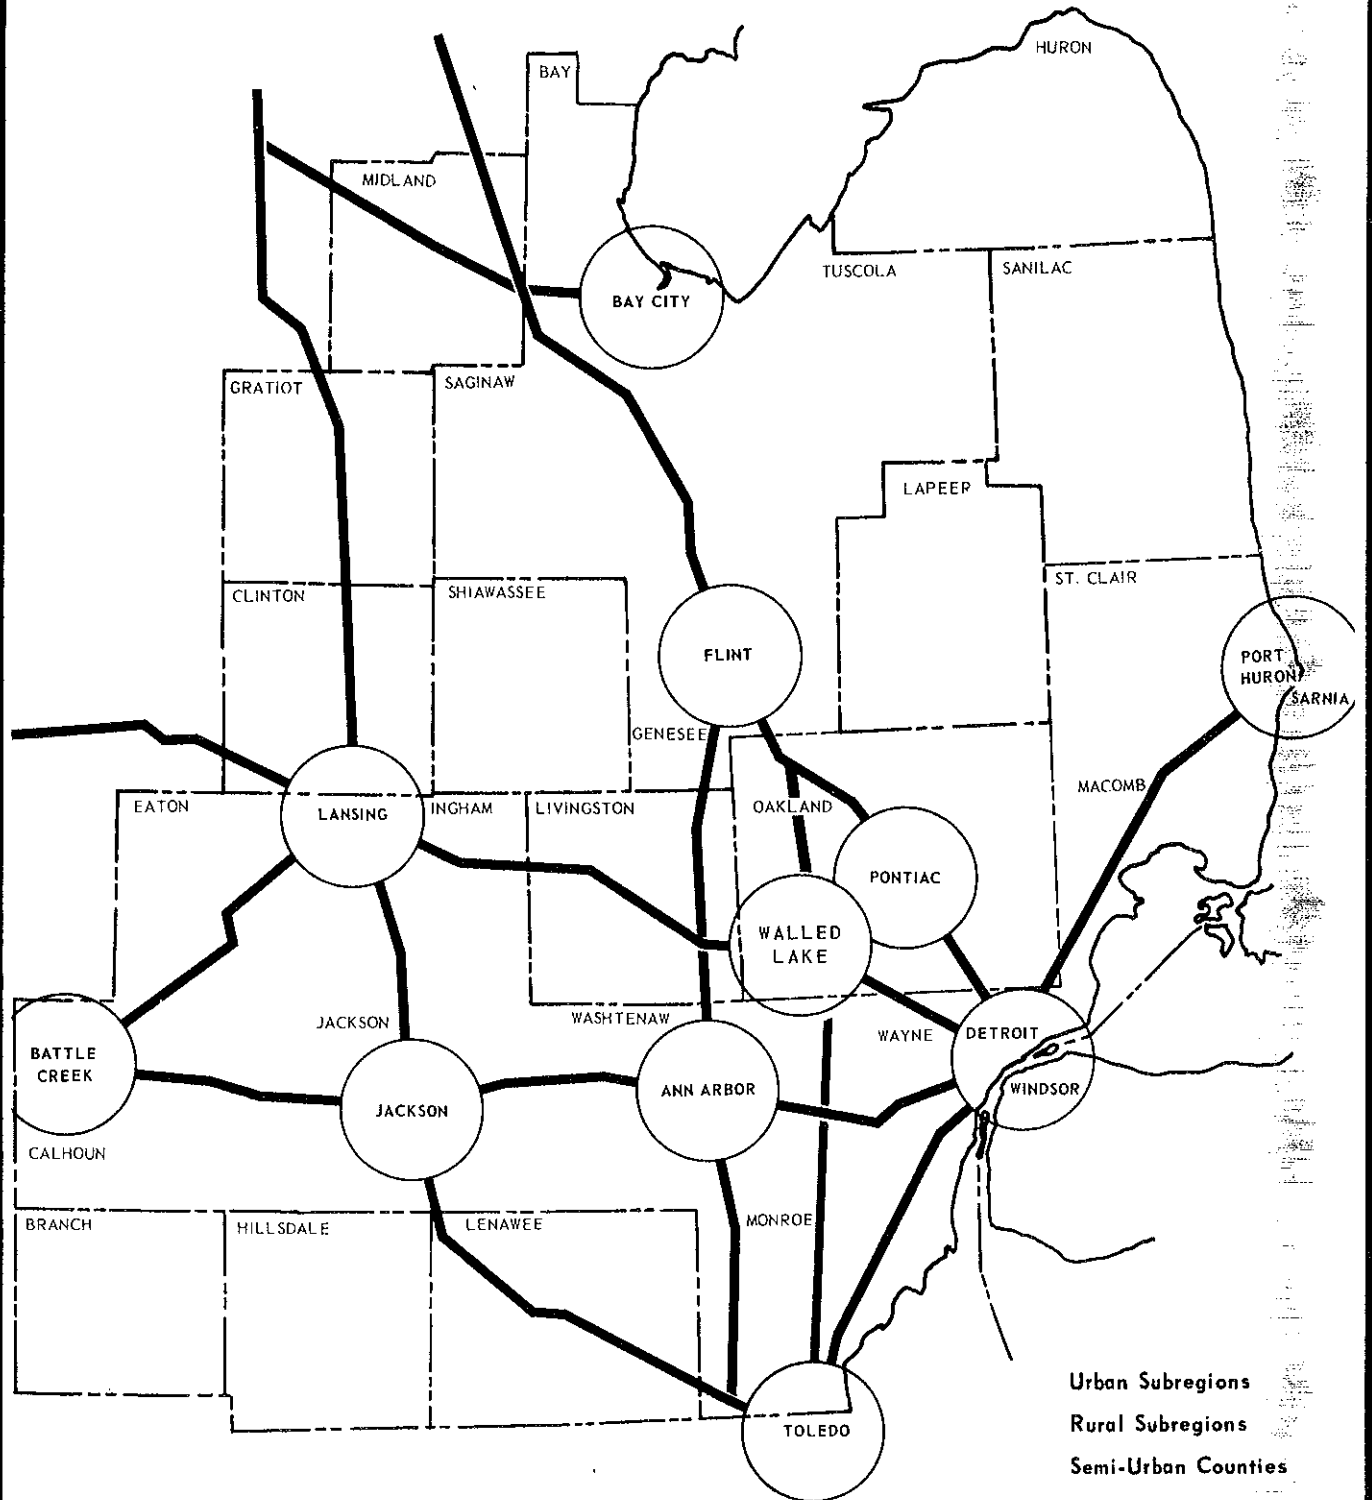 HURON
BAY
MIDLAND
TUSCOLA
SANILAC
BAY CITY
GRATIOT
SAGINAW
LAPEER
ST. CLAIR
CLINTON
SHIAWASSEE
FLINT
PORT
HURON
SARNIA
GENESEE
MACOMB
EATON
LANSING
INGHAM
LIVINGSTON
OAKLAND
PONTIAC
WALLED
LAKE
JACKSON
WASHTENAW
WAYNE
DETROIT
BATTLE
CREEK
WINDSOR
ANN ARBOR
JACKSON
CALHOUN
BRANCH
HILLSDALE
LENAWEE
MONROE
TOLEDO
Urban Subregions
Rural Subregions
Semi-Urban Counties